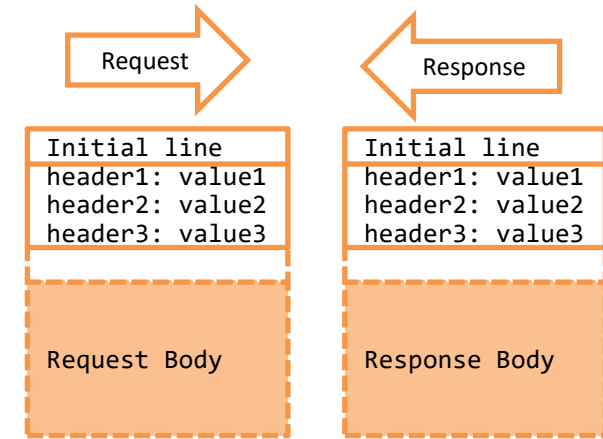 Request
Response
Initial line
header1: value1
header2: value2
header3: value3
Request Body
Initial line
header1: value1
header2: value2
header3: value3
Response Body